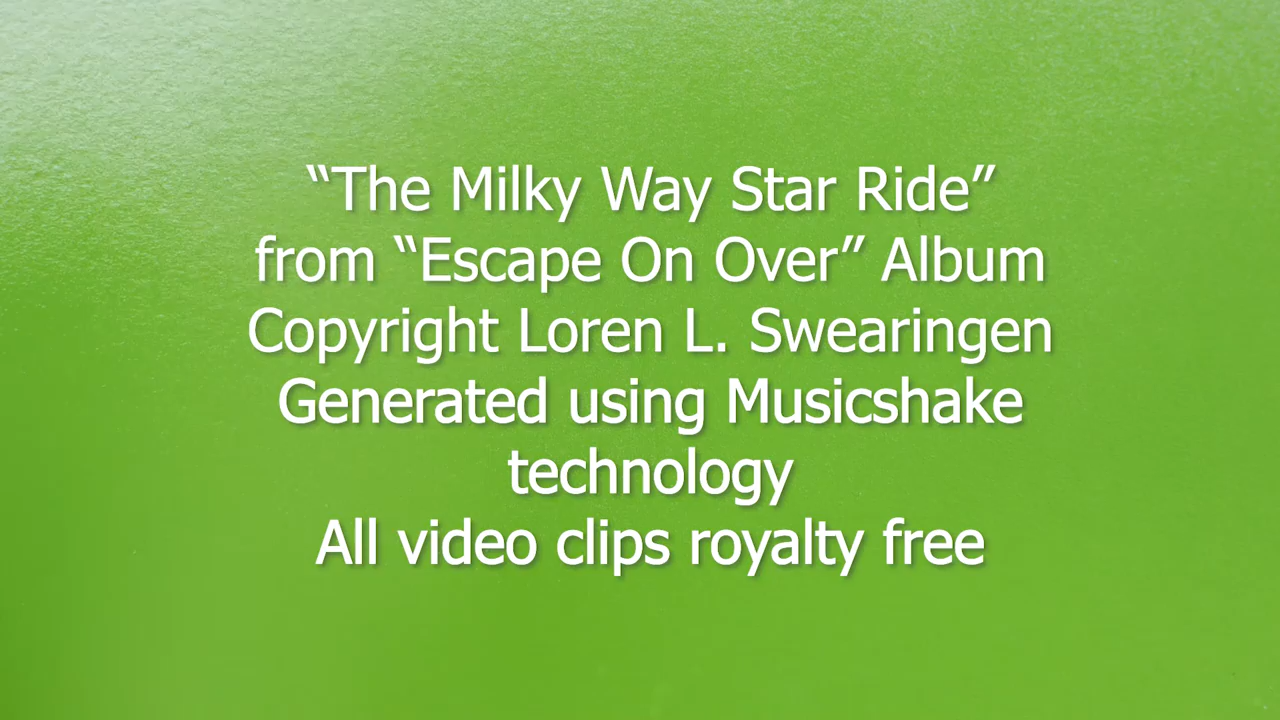 “The Milky Way Star Ride”
from “Escape On Over” Album
Copyright Loren L. Swearingen
Generated using Musicshake
technology
All video clips royalty free